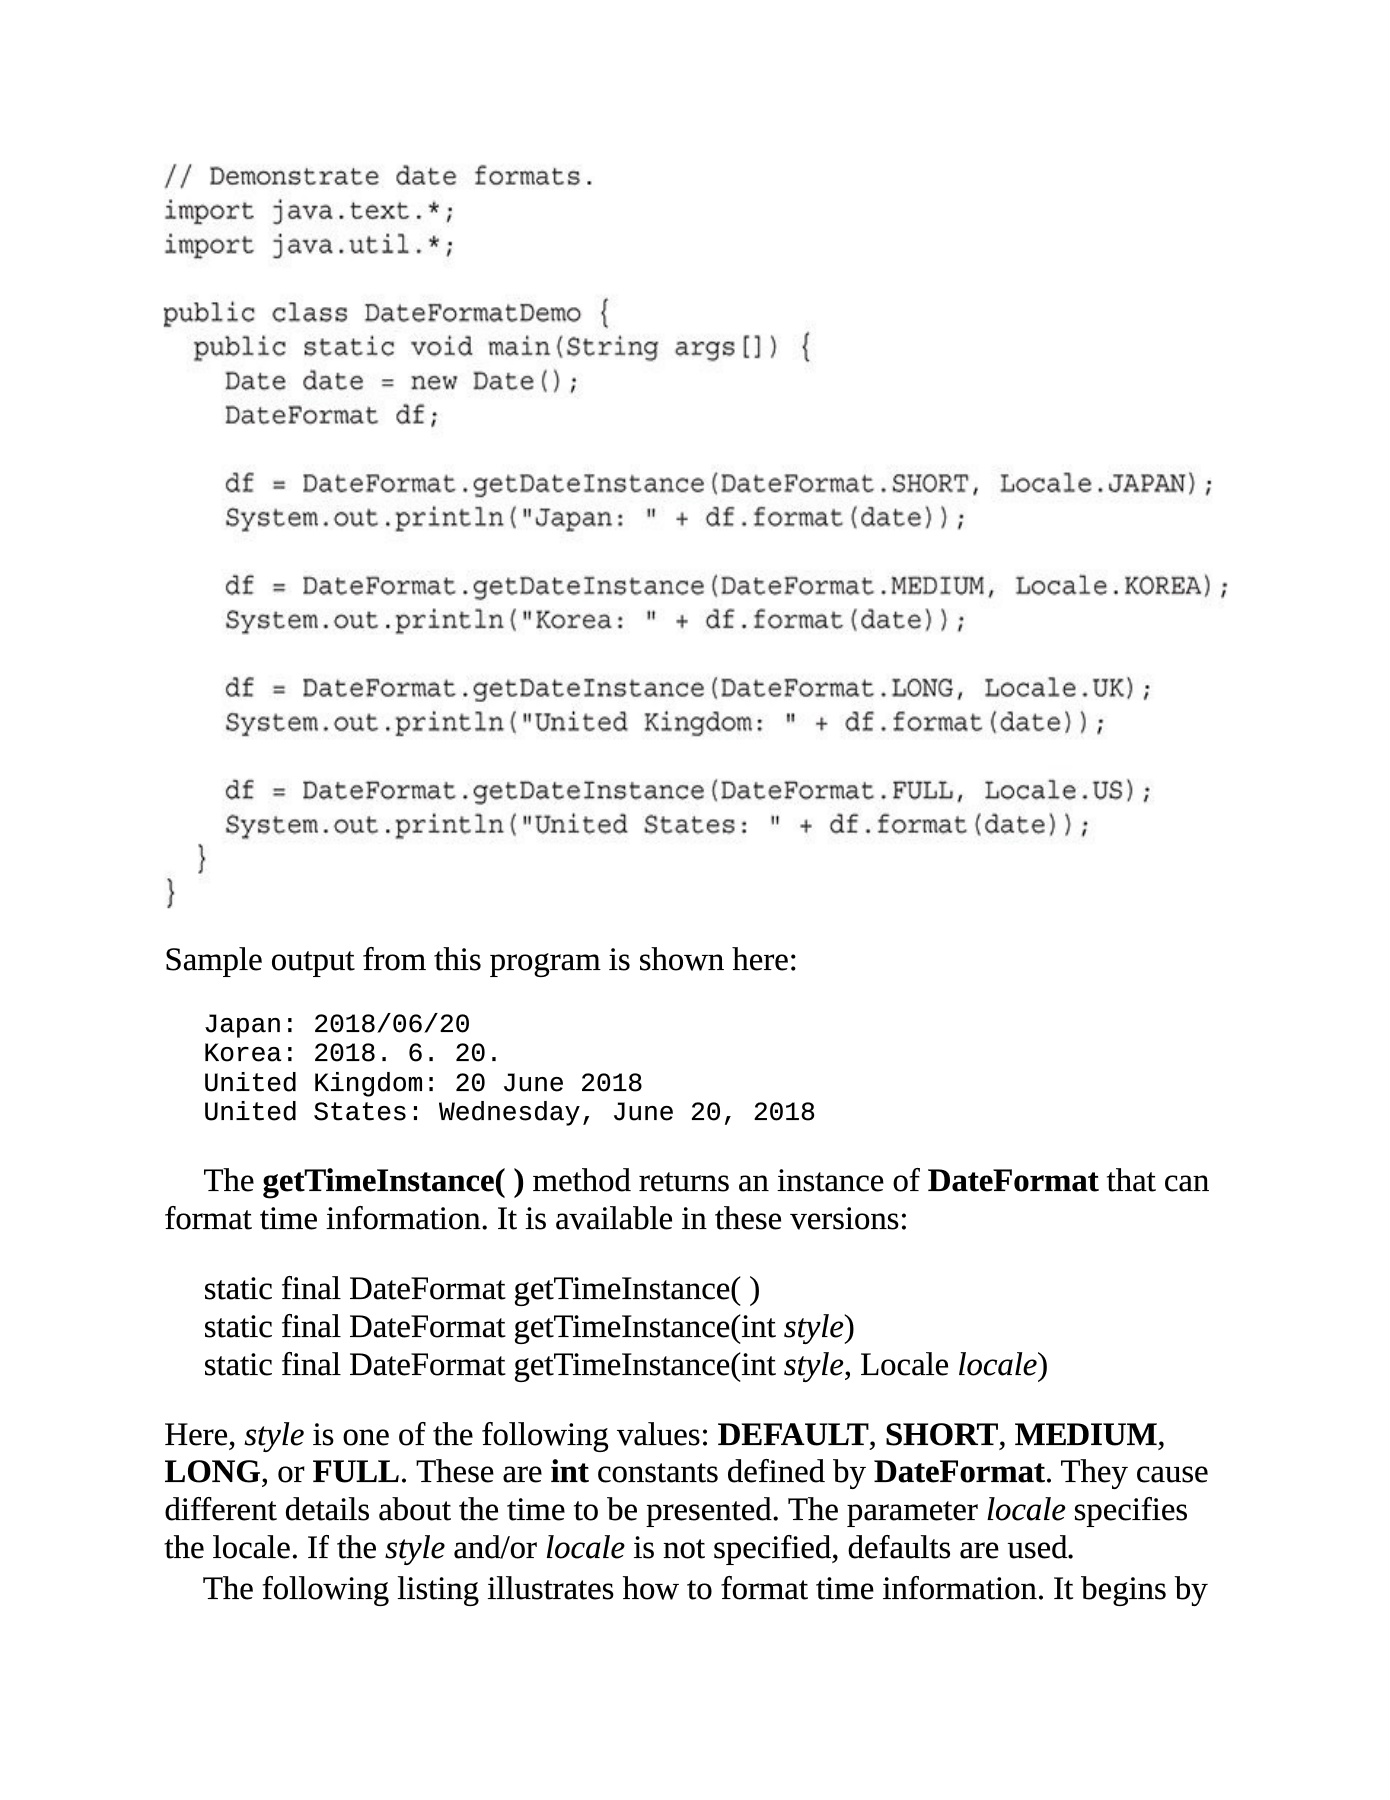 // Demonstrate date formats.
import java.text.*;
import java.util.*;

public class DateFormatDemo {
  public static void main(String args[]) {
    Date date = new Date();
    DateFormat df;

    df = DateFormat.getDateInstance(DateFormat.SHORT, Locale.JAPAN);
    System.out.println("Japan: " + df.format(date));

    df = DateFormat.getDateInstance(DateFormat.MEDIUM, Locale.KOREA);
    System.out.println("Korea: " + df.format(date));

    df = DateFormat.getDateInstance(DateFormat.LONG, Locale.UK);
    System.out.println("United Kingdom: " + df.format(date));

    df = DateFormat.getDateInstance(DateFormat.FULL, Locale.US);
    System.out.println("United States: " + df.format(date));
  }
}
Sample output from this program is shown here:
Japan: 2018/06/20
Korea: 2018. 6. 20.
United Kingdom: 20 June 2018
United States: Wednesday, June 20, 2018
The getTimeInstance( ) method returns an instance of DateFormat that can
format time information. It is available in these versions:
static final DateFormat getTimeInstance( )
static final DateFormat getTimeInstance(int style)
static final DateFormat getTimeInstance(int style, Locale locale)
Here, style is one of the following values: DEFAULT, SHORT, MEDIUM,
LONG, or FULL. These are int constants defined by DateFormat. They cause
different details about the time to be presented. The parameter locale specifies
the locale. If the style and/or locale is not specified, defaults are used.
The following listing illustrates how to format time information. It begins by